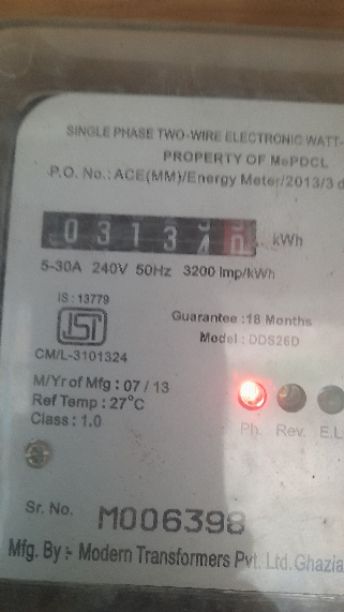 SINGLE PHASE TWO-WIRE ELECTRONIC WATT-
PROPERTY OF MePDCL
P.O. No.: ACE(MM)/Energy Meter/2013/3 d
0 3 1 3 kWh
5-30A 240V 50Hz 3200 Imp/kWh
IS : 13779
ISI
Guarantee :18 Months
Model : DDS26D
CM/L-3101324
M/Yr of Mfg : 07 / 13
Ref Temp : 27°C
Class : 1.0
Ph. Rev. E.L
Sr. No. M006398
Mfg. By :- Modern Transformers Pvt. Ltd. Ghazia